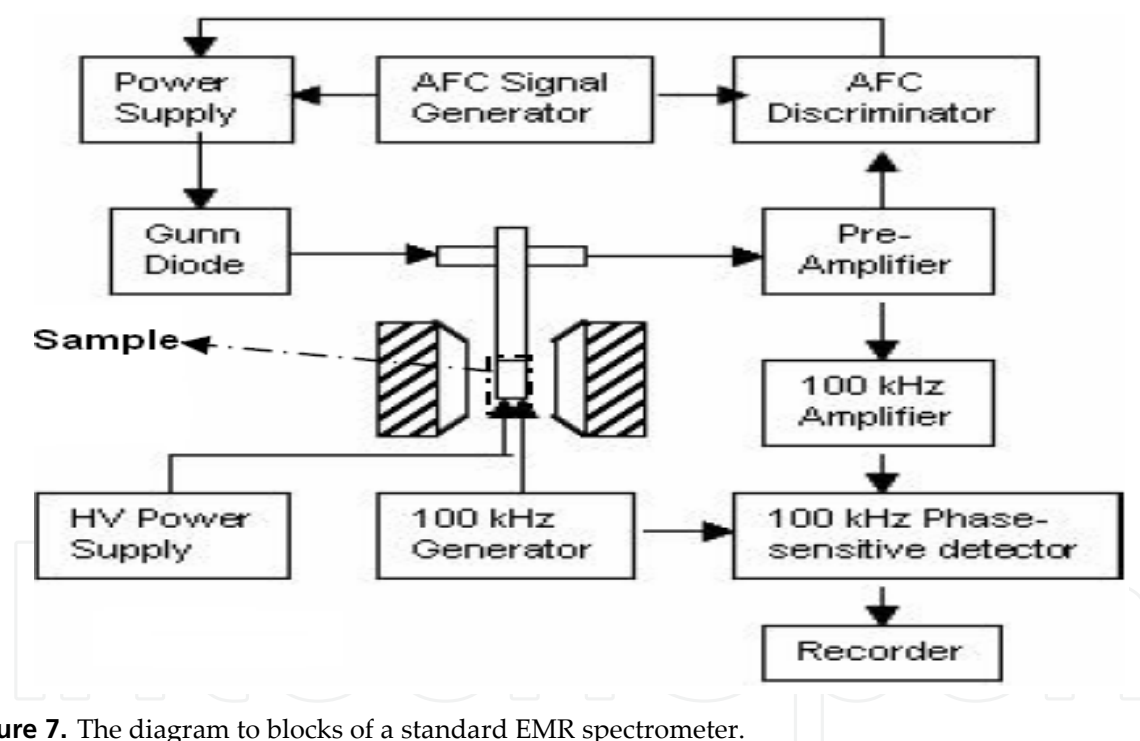 Power
Supply
AFC Signal
Generator
AFC
Discriminator
Gunn
Diode
Pre-
Amplifier
Sample
100 kHz
Amplifier
HV Power
Supply
100 kHz
Generator
100 kHz Phase-
sensitive detector
Recorder
ure 7. The diagram to blocks of a standard EMR spectrometer.